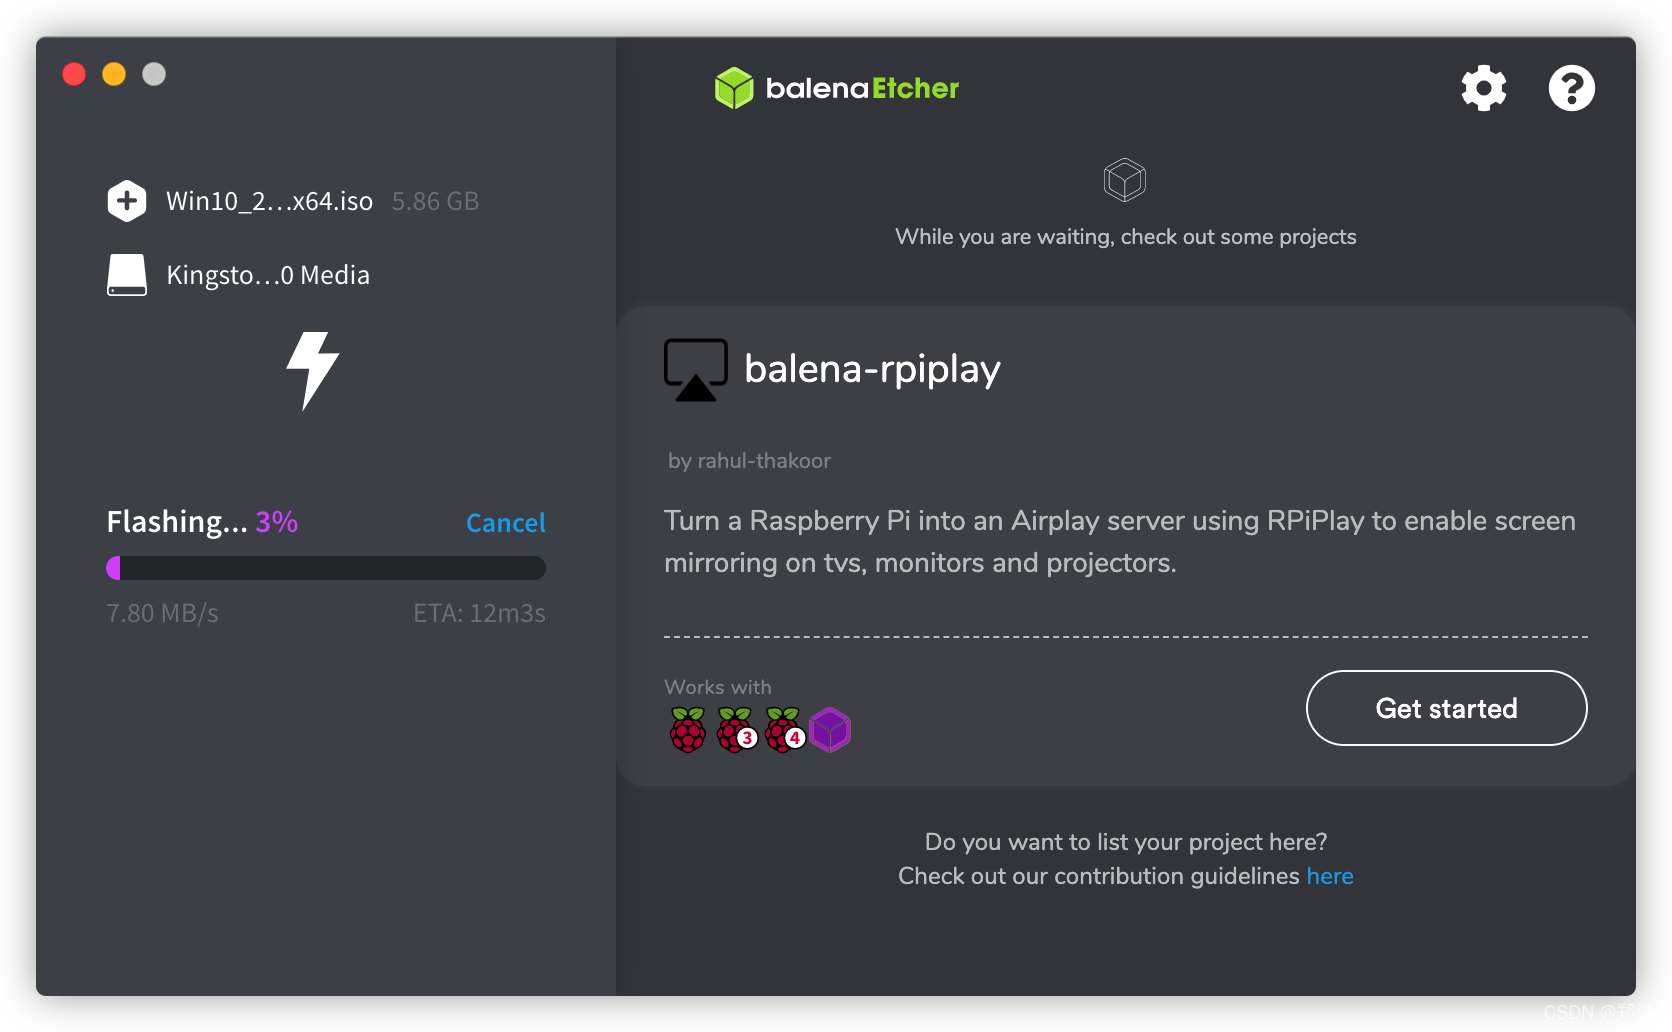 balenaEtcher
Win10_2...x64.iso 5.86 GB
Kingsto...0 Media
Flashing... 3% Cancel
7.80 MB/s ETA: 12m3s
While you are waiting, check out some projects
balena-rpiplay
by rahul-thakoor
Turn a Raspberry Pi into an Airplay server using RPiPlay to enable screen
mirroring on tvs, monitors and projectors.
Works with
3 4
Get started
Do you want to list your project here?
Check out our contribution guidelines here
CSDN